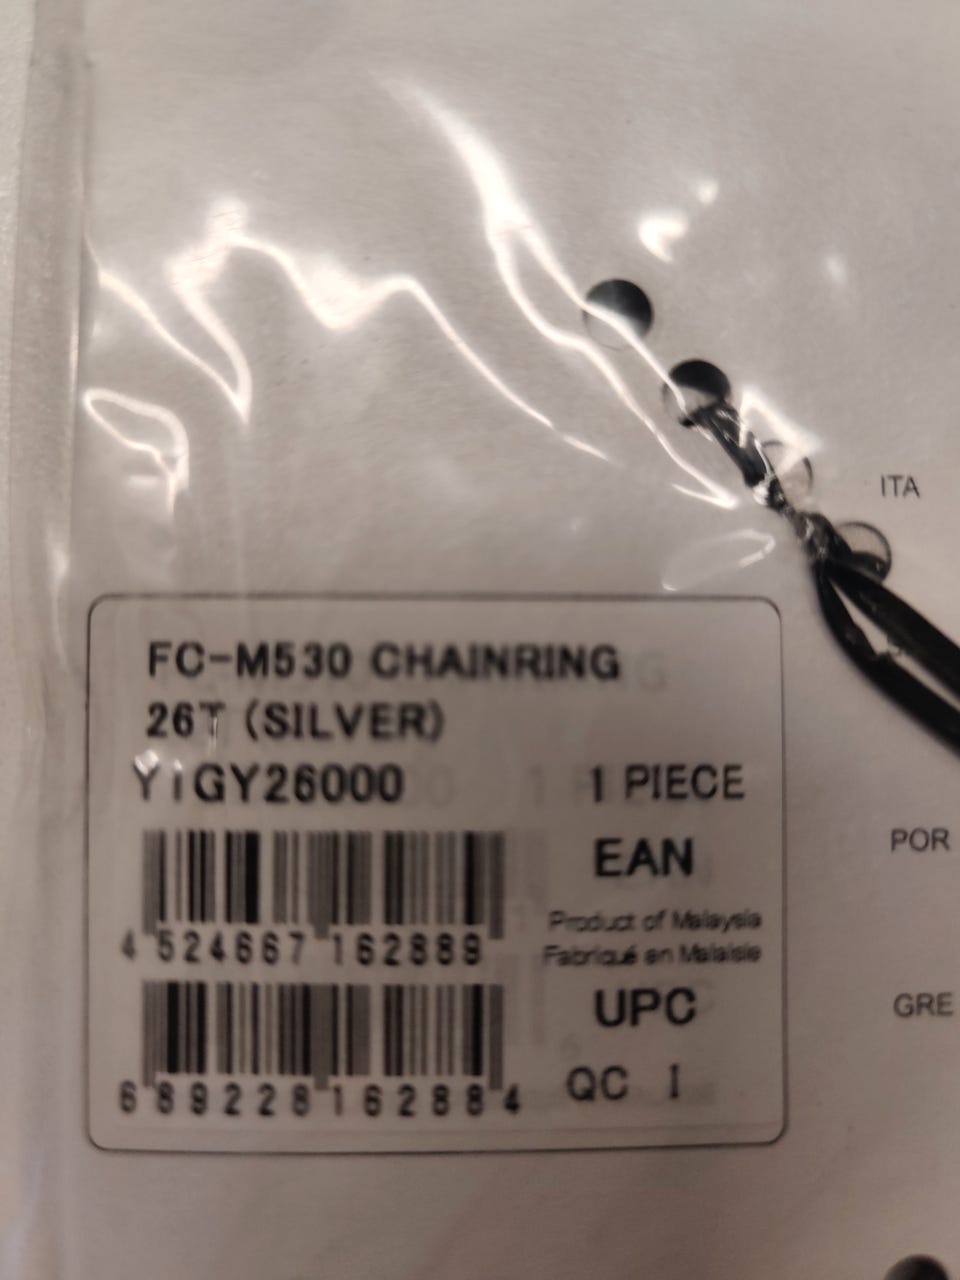 FC-M530 CHAINRING
26T (SILVER)
Y1GY26000 1 PIECE
EAN
4 524667 162889
Product of Malaysia
Fabriqué en Malaisie
UPC
6 89228 16288 4
QC I
ITA
POR
GRE